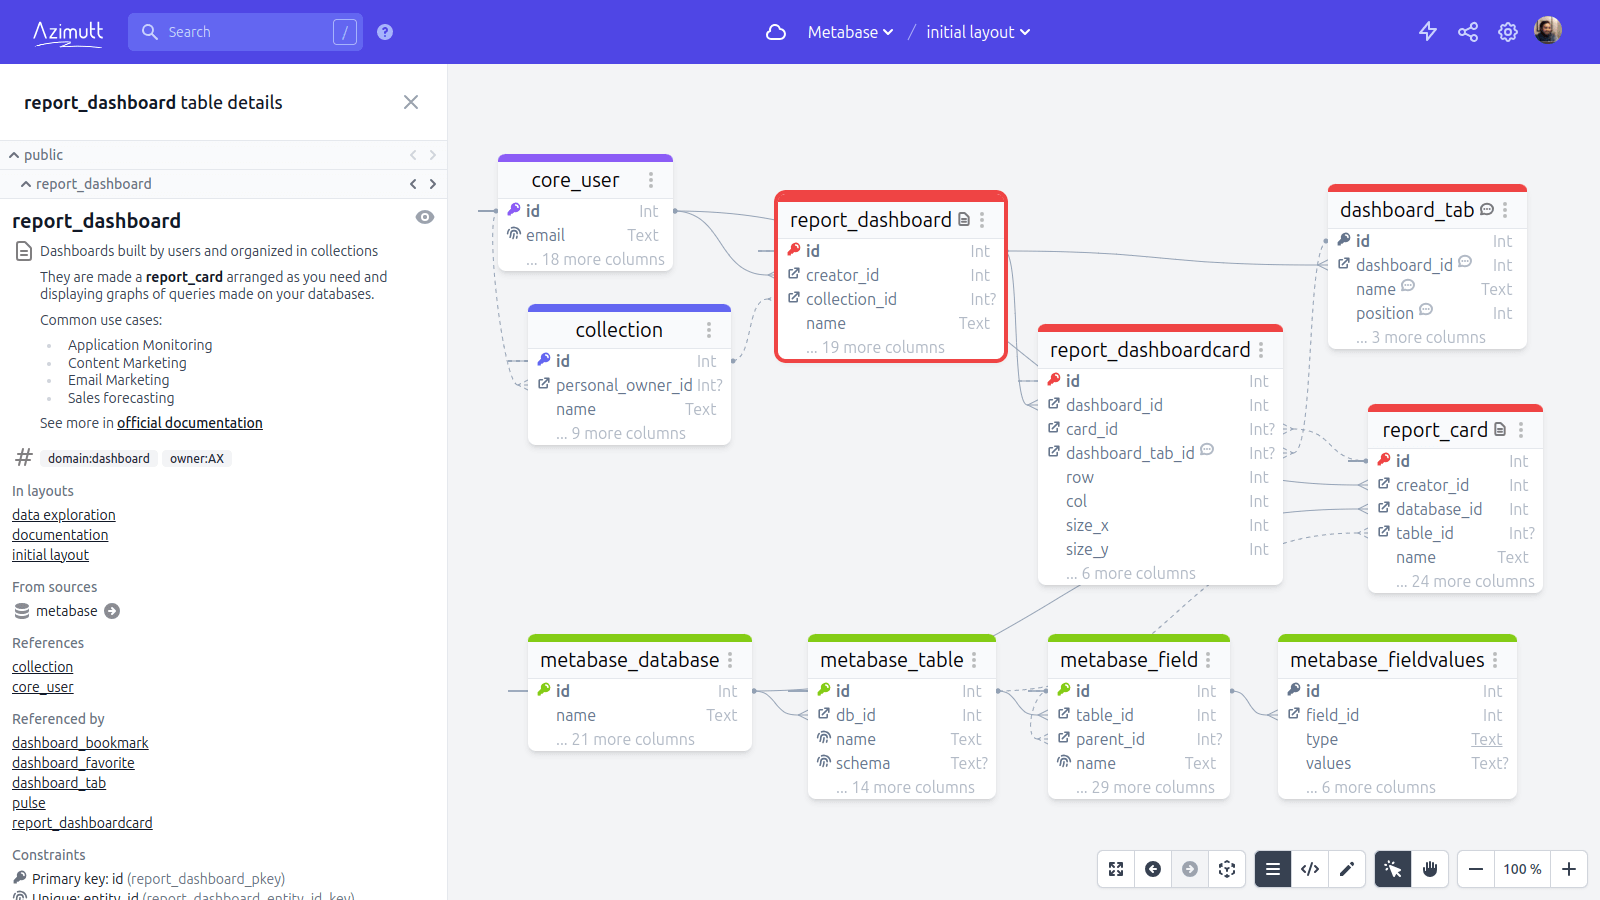 Azimutt
Search
/
?
Metabase
/
initial layout
report_dashboard table details
public
report_dashboard
report_dashboard
Dashboards built by users and organized in collections
They are made a report_card arranged as you need and
displaying graphs of queries made on your databases.
Common use cases:
Application Monitoring
Content Marketing
Email Marketing
Sales forecasting
See more in official documentation
domain:dashboard owner:AX
In layouts
data exploration
documentation
initial layout
From sources
metabase
References
collection
core_user
Referenced by
dashboard_bookmark
dashboard_favorite
dashboard_tab
pulse
report_dashboardcard
Constraints
Primary key: id (report_dashboard_pkey)
Unique: entity_id (report_dashboard_entity_id_key)
core_user
id Int
email Text
... 18 more columns
collection
id Int
personal_owner_id Int?
name Text
... 9 more columns
report_dashboard
id Int
creator_id Int
collection_id Int?
name Text
... 19 more columns
report_dashboardcard
id Int
dashboard_id Int
card_id Int?
dashboard_tab_id Int?
row Int
col Int
size_x Int
size_y Int
... 6 more columns
dashboard_tab
id Int
dashboard_id Int
name Text
position Int
... 3 more columns
report_card
id Int
creator_id Int
database_id Int
table_id Int?
name Text
... 24 more columns
metabase_database
id Int
name Text
... 21 more columns
metabase_table
id Int
db_id Int
name Text
schema Text?
... 14 more columns
metabase_field
id Int
table_id Int
parent_id Int?
name Text
... 29 more columns
metabase_fieldvalues
id Int
field_id Int
type Text
values Text?
... 6 more columns
100 %